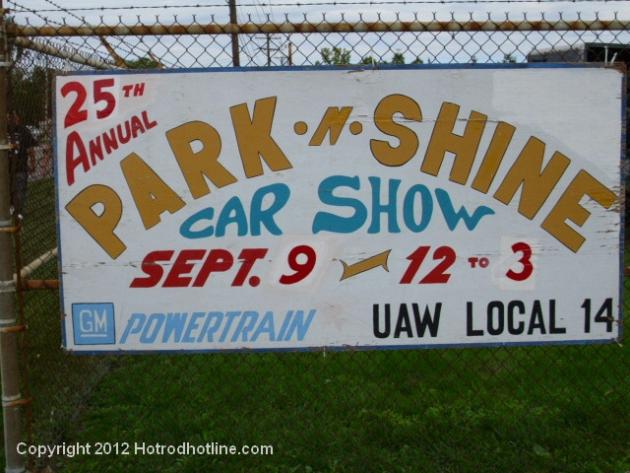 25TH
ANNUAL
PARK·N·SHINE
CAR SHOW
SEPT. 9 - 12 TO 3
GM POWERTRAIN UAW LOCAL 14
Copyright © 2012 Hotrodhotline.com